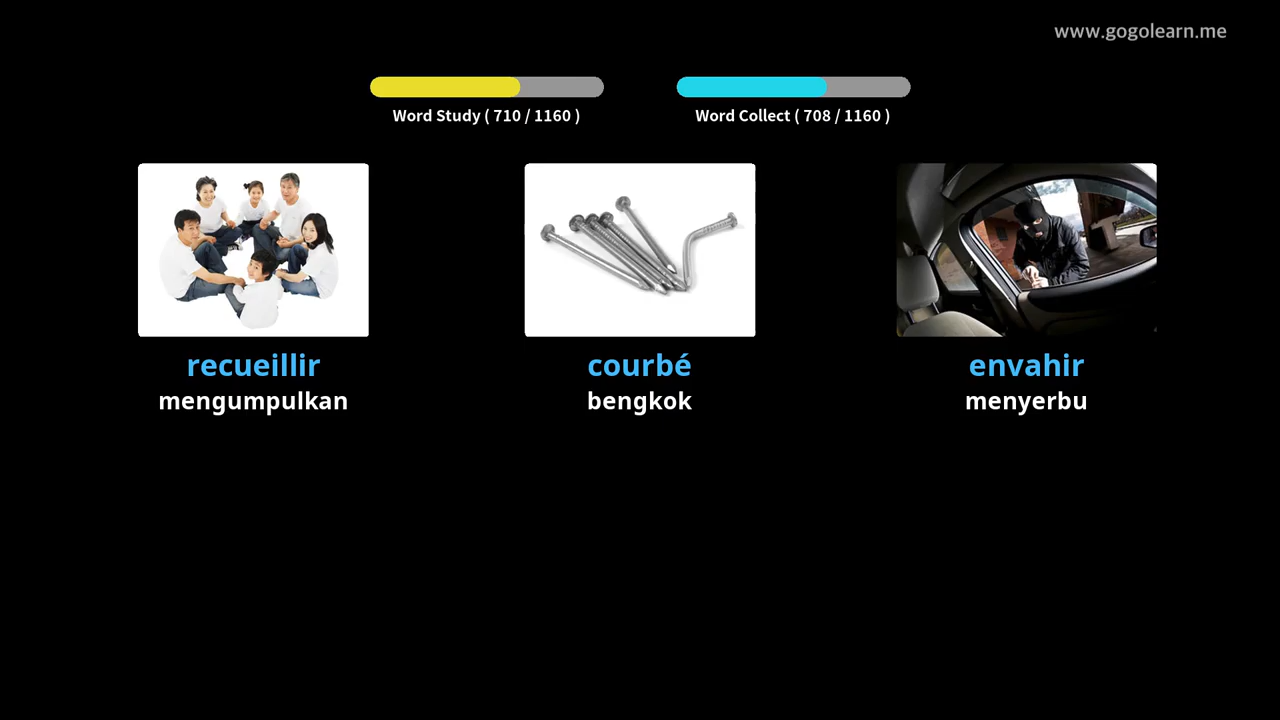 www.gogolearn.me
Word Study ( 710 / 1160 )
Word Collect ( 708 / 1160 )
recueillir
mengumpulkan
courbé
bengkok
envahir
menyerbu